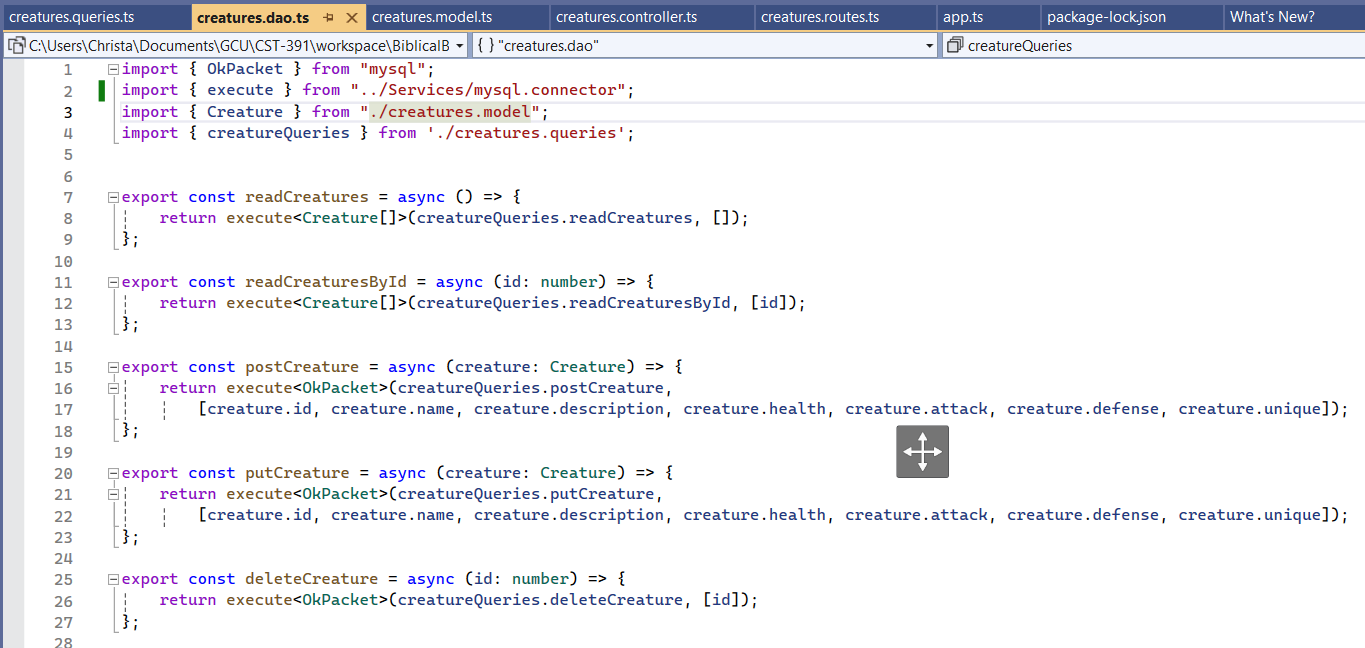 creatures.queries.ts creatures.dao.ts creatures.model.ts creatures.controller.ts creatures.routes.ts app.ts package-lock.json What's New?
C:\Users\Christa\Documents\GCU\CST-391\workspace\BiblicalB { } "creatures.dao" creatureQueries
1 import { OkPacket } from "mysql";
2 import { execute } from "../Services/mysql.connector";
3 import { Creature } from "./creatures.model";
4 import { creatureQueries } from './creatures.queries';
5
6
7 export const readCreatures = async () => {
8 return execute<Creature[]>(creatureQueries.readCreatures, []);
9 };
10
11 export const readCreaturesById = async (id: number) => {
12 return execute<Creature[]>(creatureQueries.readCreaturesById, [id]);
13 };
14
15 export const postCreature = async (creature: Creature) => {
16 return execute<OkPacket>(creatureQueries.postCreature,
17 [creature.id, creature.name, creature.description, creature.health, creature.attack, creature.defense, creature.unique]);
18 };
19
20 export const putCreature = async (creature: Creature) => {
21 return execute<OkPacket>(creatureQueries.putCreature,
22 [creature.id, creature.name, creature.description, creature.health, creature.attack, creature.defense, creature.unique]);
23 };
24
25 export const deleteCreature = async (id: number) => {
26 return execute<OkPacket>(creatureQueries.deleteCreature, [id]);
27 };
28